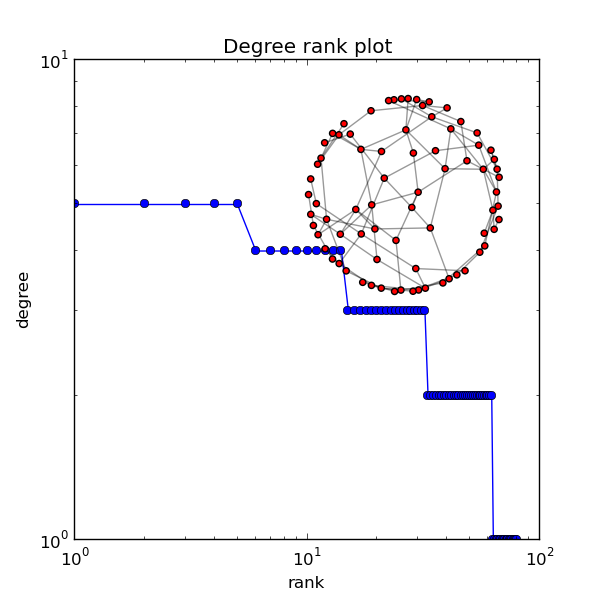 Degree rank plot
10¹
degree
10⁰
10⁰ 10¹ 10²
rank